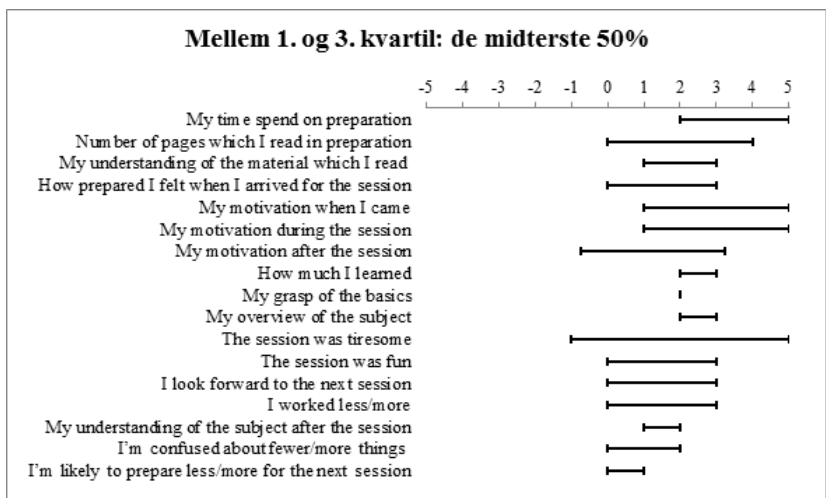 Mellem 1. og 3. kvartil: de midterste 50%
-5 -4 -3 -2 -1 0 1 2 3 4 5
My time spend on preparation
Number of pages which I read in preparation
My understanding of the material which I read
How prepared I felt when I arrived for the session
My motivation when I came
My motivation during the session
My motivation after the session
How much I learned
My grasp of the basics
My overview of the subject
The session was tiresome
The session was fun
I look forward to the next session
I worked less/more
My understanding of the subject after the session
I'm confused about fewer/more things
I'm likely to prepare less/more for the next session